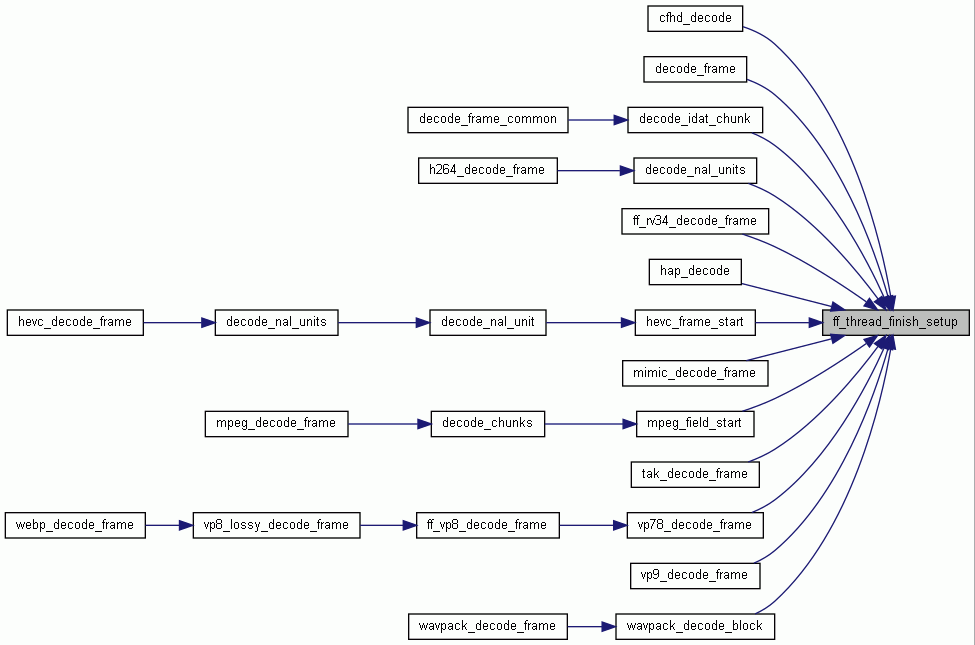 cfhd_decode
decode_frame
decode_frame_common
decode_idat_chunk
h264_decode_frame
decode_nal_units
ff_rv34_decode_frame
hap_decode
hevc_decode_frame
decode_nal_units
decode_nal_unit
hevc_frame_start
ff_thread_finish_setup
mimic_decode_frame
mpeg_decode_frame
decode_chunks
mpeg_field_start
tak_decode_frame
webp_decode_frame
vp8_lossy_decode_frame
ff_vp8_decode_frame
vp78_decode_frame
vp9_decode_frame
wavpack_decode_frame
wavpack_decode_block